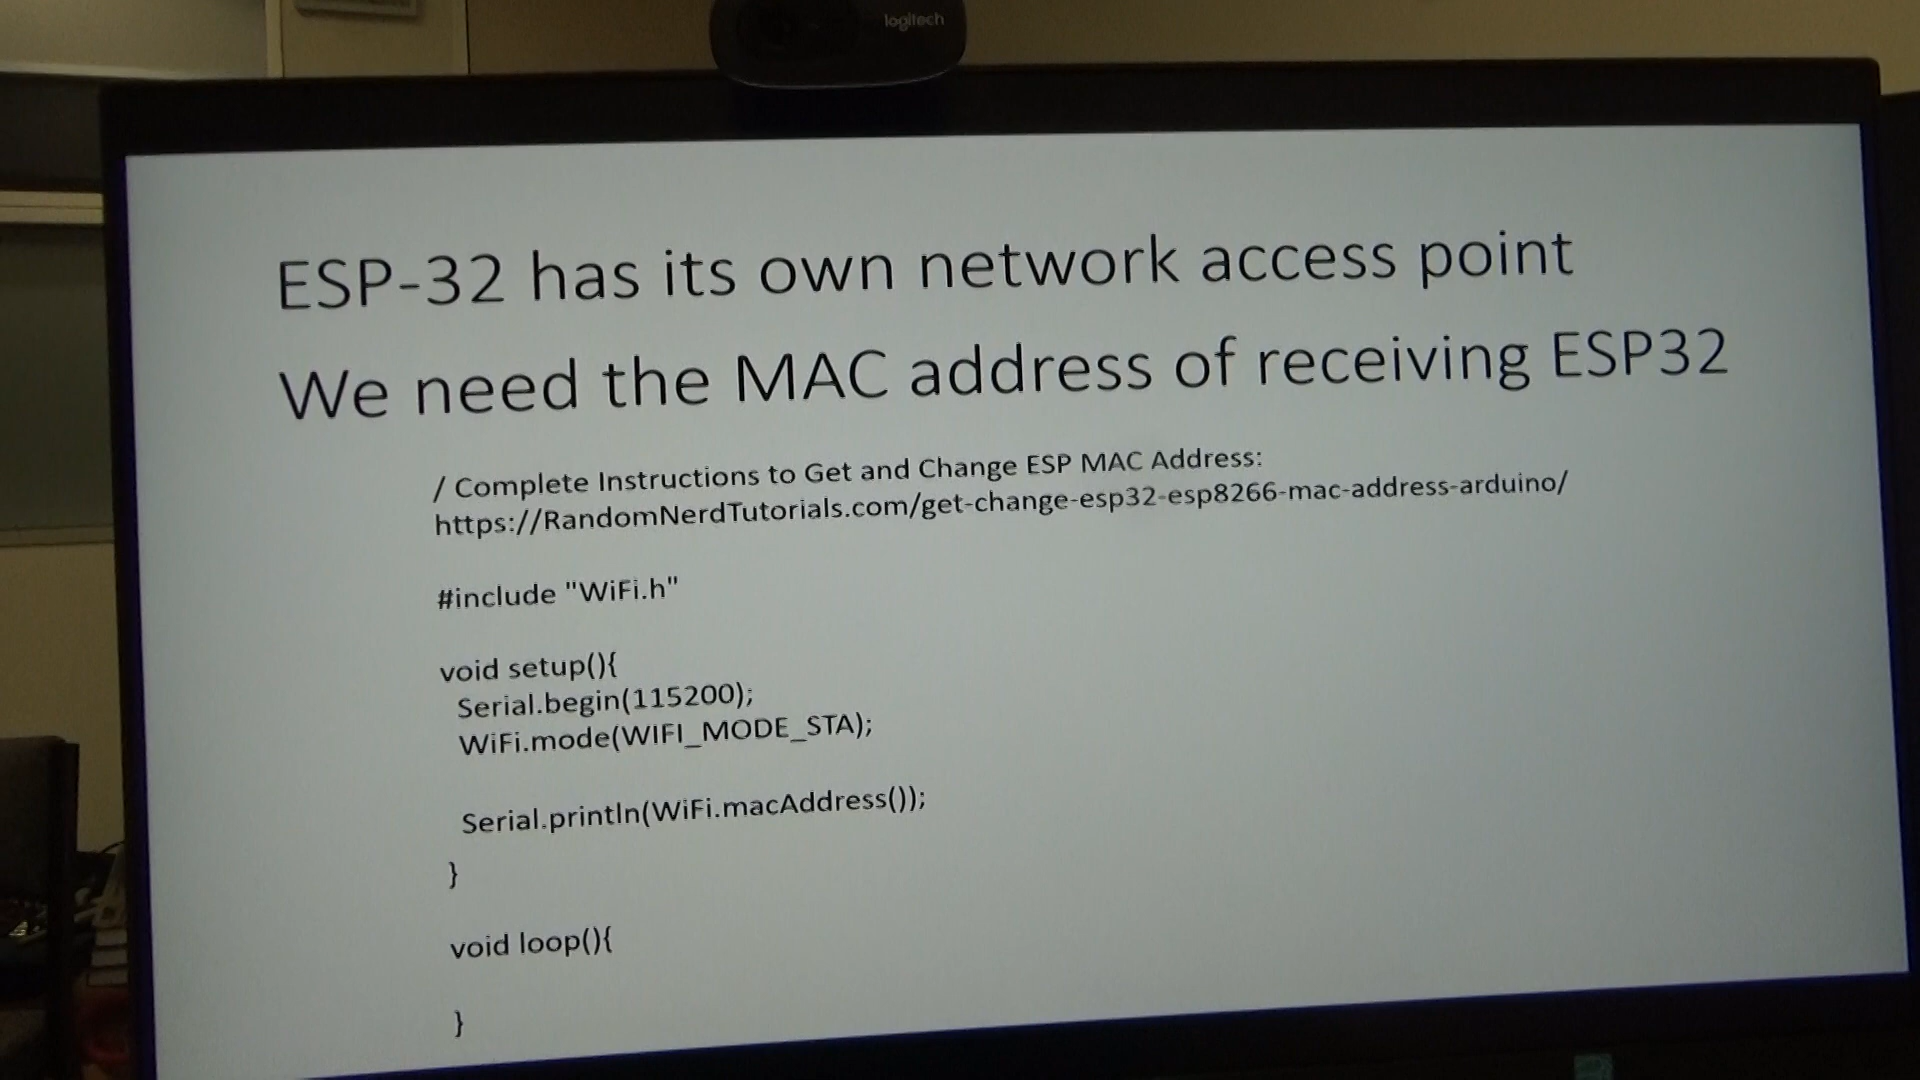 logitech
ESP-32 has its own network access point
We need the MAC address of receiving ESP32
/ Complete Instructions to Get and Change ESP MAC Address:
https://RandomNerdTutorials.com/get-change-esp32-esp8266-mac-address-arduino/
#include "WiFi.h"
void setup(){
Serial.begin(115200);
WiFi.mode(WIFI_MODE_STA);
Serial.println(WiFi.macAddress());
}
void loop(){
}